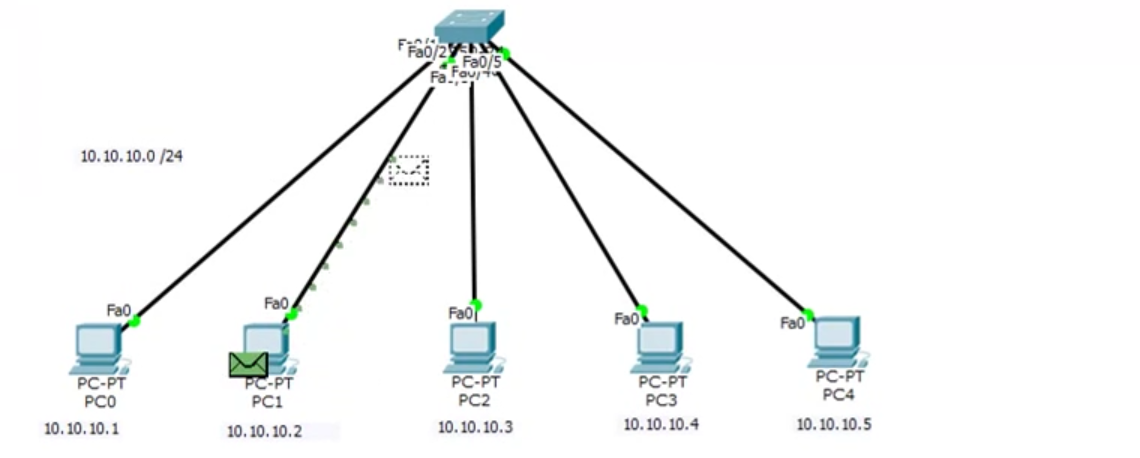 Fa0/2
Fa0/5
10.10.10.0 /24
Fa0
Fa0
Fa0
Fa0
Fa0
PC-PT
PC0
PC-PT
PC1
PC-PT
PC2
PC-PT
PC3
PC-PT
PC4
10.10.10.1
10.10.10.2
10.10.10.3
10.10.10.4
10.10.10.5